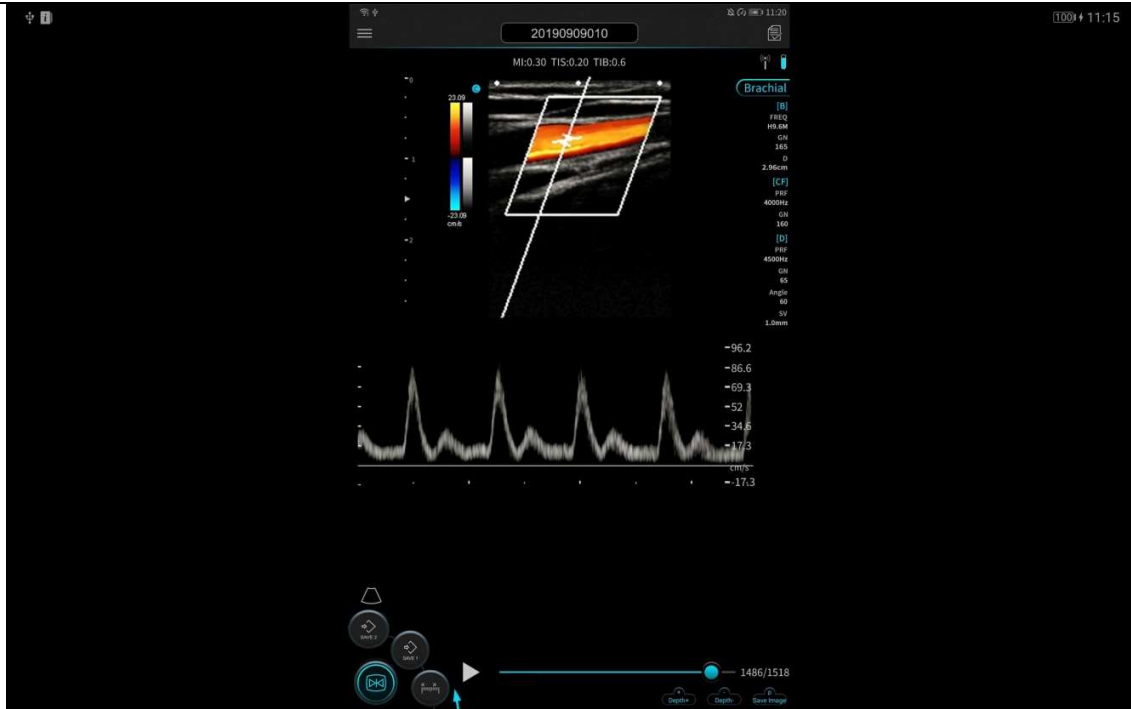 100 11:15
11:20
20190909010
MI:0.30 TIS:0.20 TIB:0.6
Brachial
0
1
2
C
23.09
-23.09
cm/s
[B]
FREQ
H9.6M
GN
165
D
2.96cm
[CF]
PRF
4000Hz
GN
160
[D]
PRF
4500Hz
GN
65
Angle
60
SV
1.0mm
96.2
86.6
69.3
52
34.6
17.3
cm/s
-17.3
SAVE 2
SAVE 1
1486/1518
Depth+
Depth-
Save Image